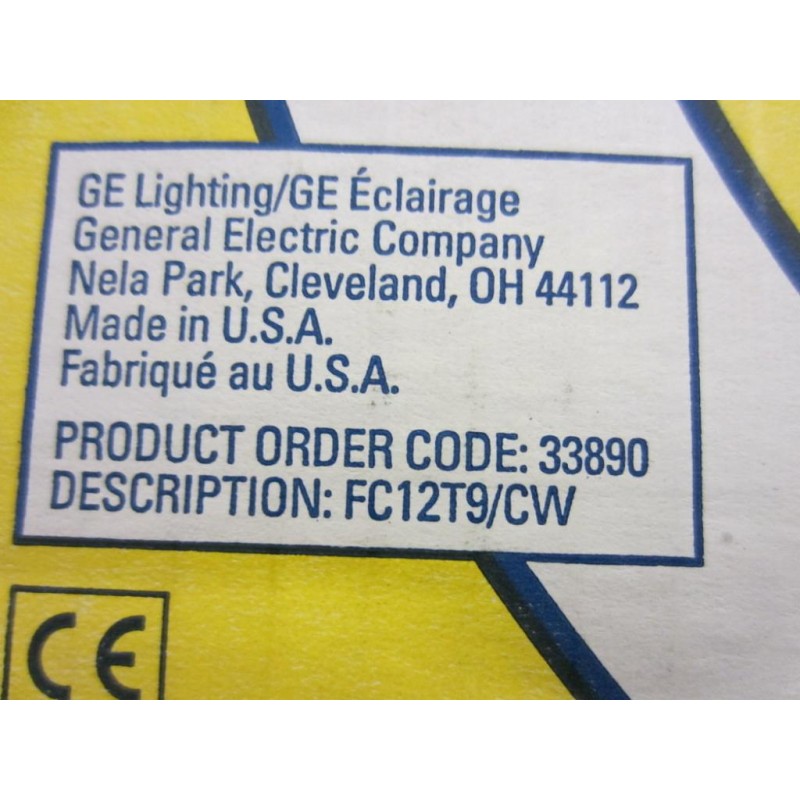 GE Lighting/GE Éclairage
General Electric Company
Nela Park, Cleveland, OH 44112
Made in U.S.A.
Fabriqué au U.S.A.
PRODUCT ORDER CODE: 33890
DESCRIPTION: FC12T9/CW
CE